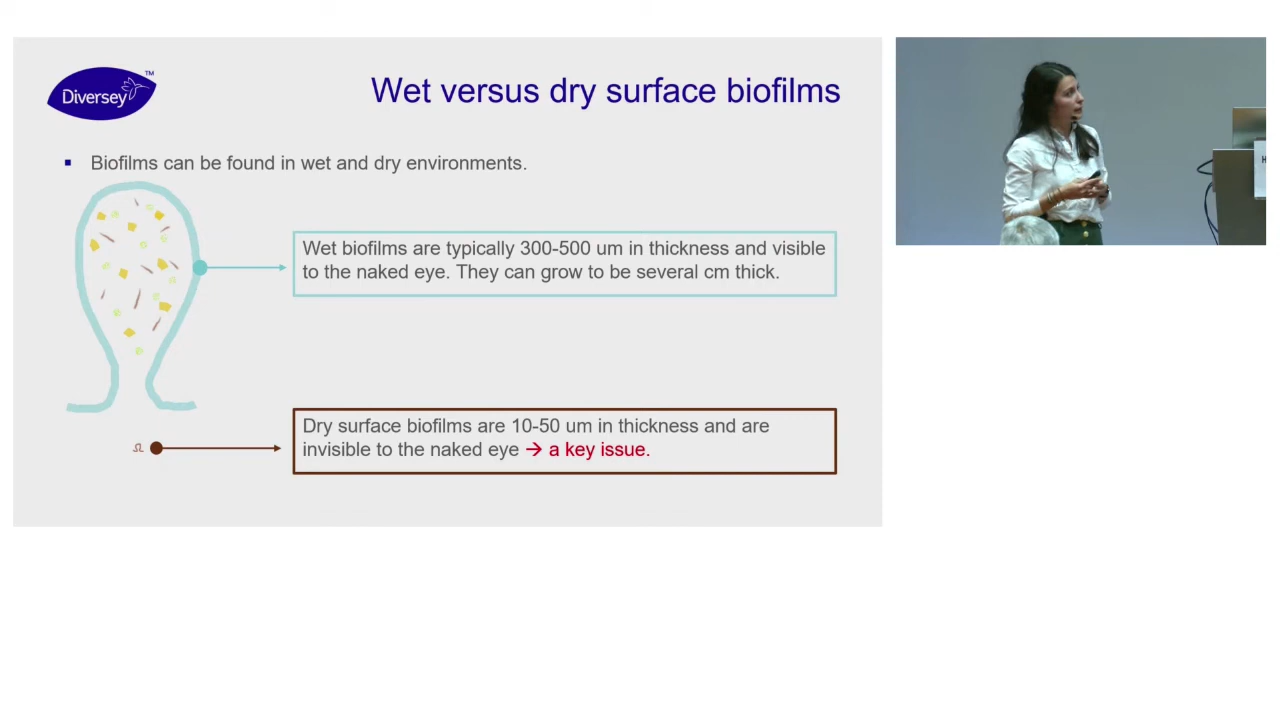 Diversey™
Wet versus dry surface biofilms
▪ Biofilms can be found in wet and dry environments.
Wet biofilms are typically 300-500 um in thickness and visible
to the naked eye. They can grow to be several cm thick.
Dry surface biofilms are 10-50 um in thickness and are
invisible to the naked eye → a key issue.